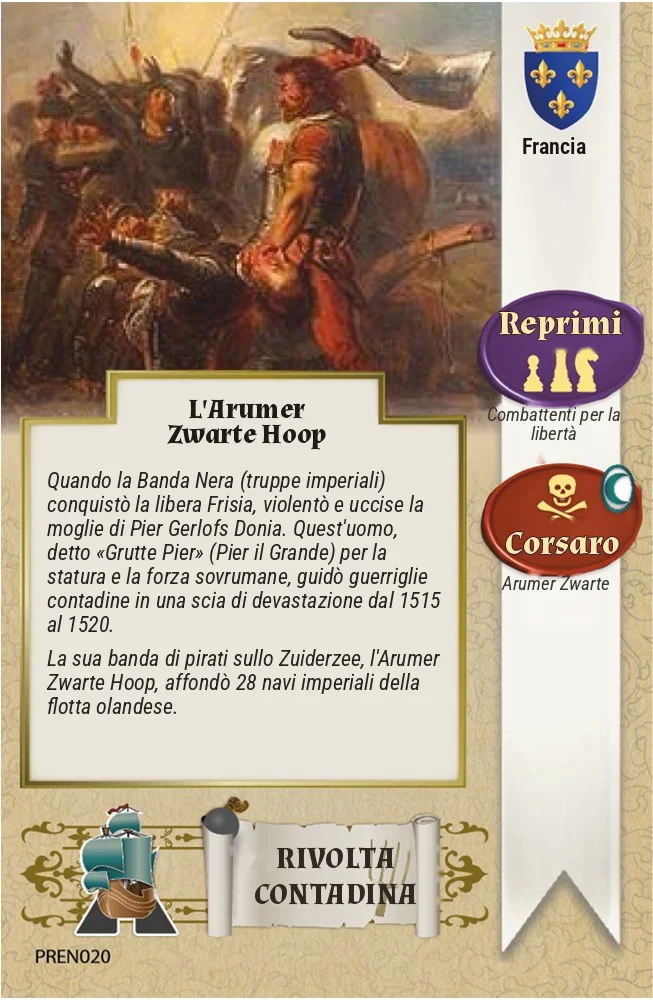 Francia
Reprimi
Combattenti per la
libertà
Corsaro
Arumer Zwarte
L'Arumer
Zwarte Hoop
Quando la Banda Nera (truppe imperiali)
conquistò la libera Frisia, violentò e uccise la
moglie di Pier Gerlofs Donia. Quest'uomo,
detto «Grutte Pier» (Pier il Grande) per la
statura e la forza sovrumane, guidò guerriglie
contadine in una scia di devastazione dal 1515
al 1520.
La sua banda di pirati sullo Zuiderzee, l'Arumer
Zwarte Hoop, affondò 28 navi imperiali della
flotta olandese.
RIVOLTA
CONTADINA
PREN020